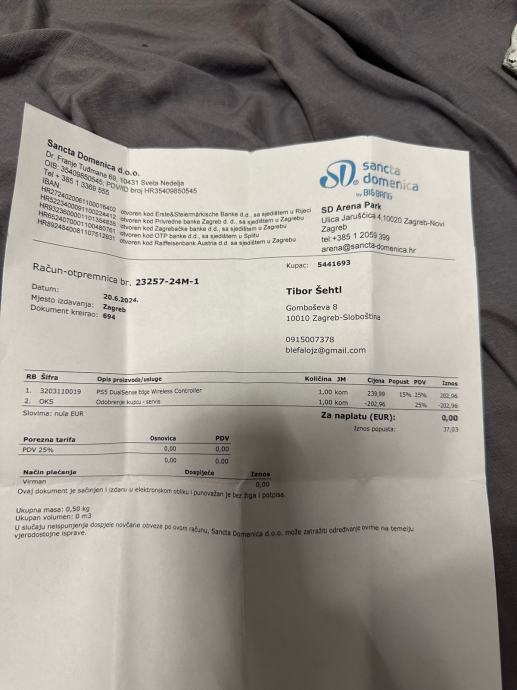 Sancta Domenica d.o.o.
Dr. Franje Tuđmana 69, 10431 Sveta Nedelja
OIB: 35409850545; PDV/ID broj HR35409850545
Tel + 385 1 3369 555
IBAN:
otvoren kod Erste&Steiermärkische Banke d.d., sa sjedištem u Rijeci
otvoren kod Privredne banke Zagreb d.d., sa sjedištem u Zagrebu
otvoren kod Zagrebačke banke d.d., sa sjedištem u Zagrebu
otvoren kod OTP banke d.d., sa sjedištem u Splitu
otvoren kod Raiffeisenbank Austria d.d. sa sjedištem u Zagrebu
SD. sancta domenica
by BIGBANG
SD Arena Park
Ulica Jaruščica 4,10020 Zagreb-Novi
Zagreb
tel:+385 1 2059 399
arena@sancta-domenica.hr
Račun-otpremnica br. 23257-24M-1
Datum: 20.6.2024.
Mjesto izdavanja: Zagreb
Dokument kreirao: 694
Kupac: 5441693
Tibor Šehtl
Gomboševa 8
10010 Zagreb-Sloboština
0915007378
blefalojz@gmail.com
RB Šifra Opis proizvoda/usluge Količina JM Cijena Popust PDV Iznos
1. 3203110019 PS5 DualSense Edge Wireless Controller 1,00 kom 239,99 15% 25% 202,96
2. OKS Odobrenje kupcu - servis 1,00 kom -202,96 25% -202,96
Slovima: nula EUR
Za naplatu (EUR): 0,00
Iznos popusta: 37,03
Porezna tarifa Osnovica PDV
PDV 25% 0,00 0,00
0,00 0,00
Način plaćanja Dospijeće Iznos
Virman 0,00
Ovaj dokument je sačinjen i izdan u elektronskom obliku i punovažan je bez žiga i potpisa.
Ukupna masa: 0,50 kg
Ukupan volumen: 0 m3
U slučaju neispunjenja dospjele novčane obveze po ovom računu, Sancta Domenica d.o.o. može zatražiti određivanje ovrhe na temelju
vjerodostojne isprave.